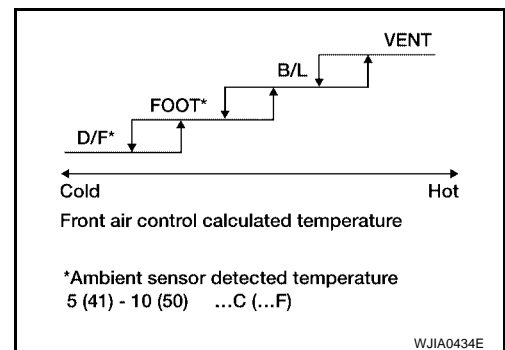 VENT
B/L
FOOT*
D/F*
Cold Hot
Front air control calculated temperature
*Ambient sensor detected temperature
5 (41) - 10 (50) ...C (...F)
WJIA0434E